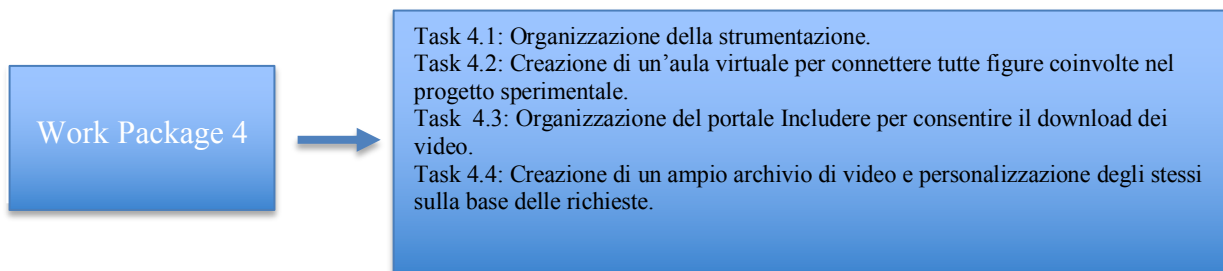 Work Package 4
Task 4.1: Organizzazione della strumentazione.
Task 4.2: Creazione di un’aula virtuale per connettere tutte figure coinvolte nel
progetto sperimentale.
Task 4.3: Organizzazione del portale Includere per consentire il download dei
video.
Task 4.4: Creazione di un ampio archivio di video e personalizzazione degli stessi
sulla base delle richieste.